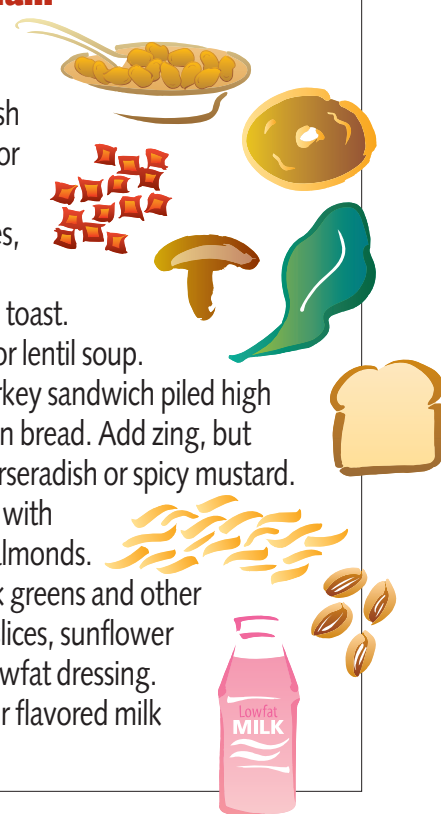 sh
or
es,
toast.
or lentil soup.
rkey sandwich piled high
n bread. Add zing, but
rseradish or spicy mustard.
with
almonds.
k greens and other
lices, sunflower
wfat dressing.
r flavored milk
Lowfat
MILK